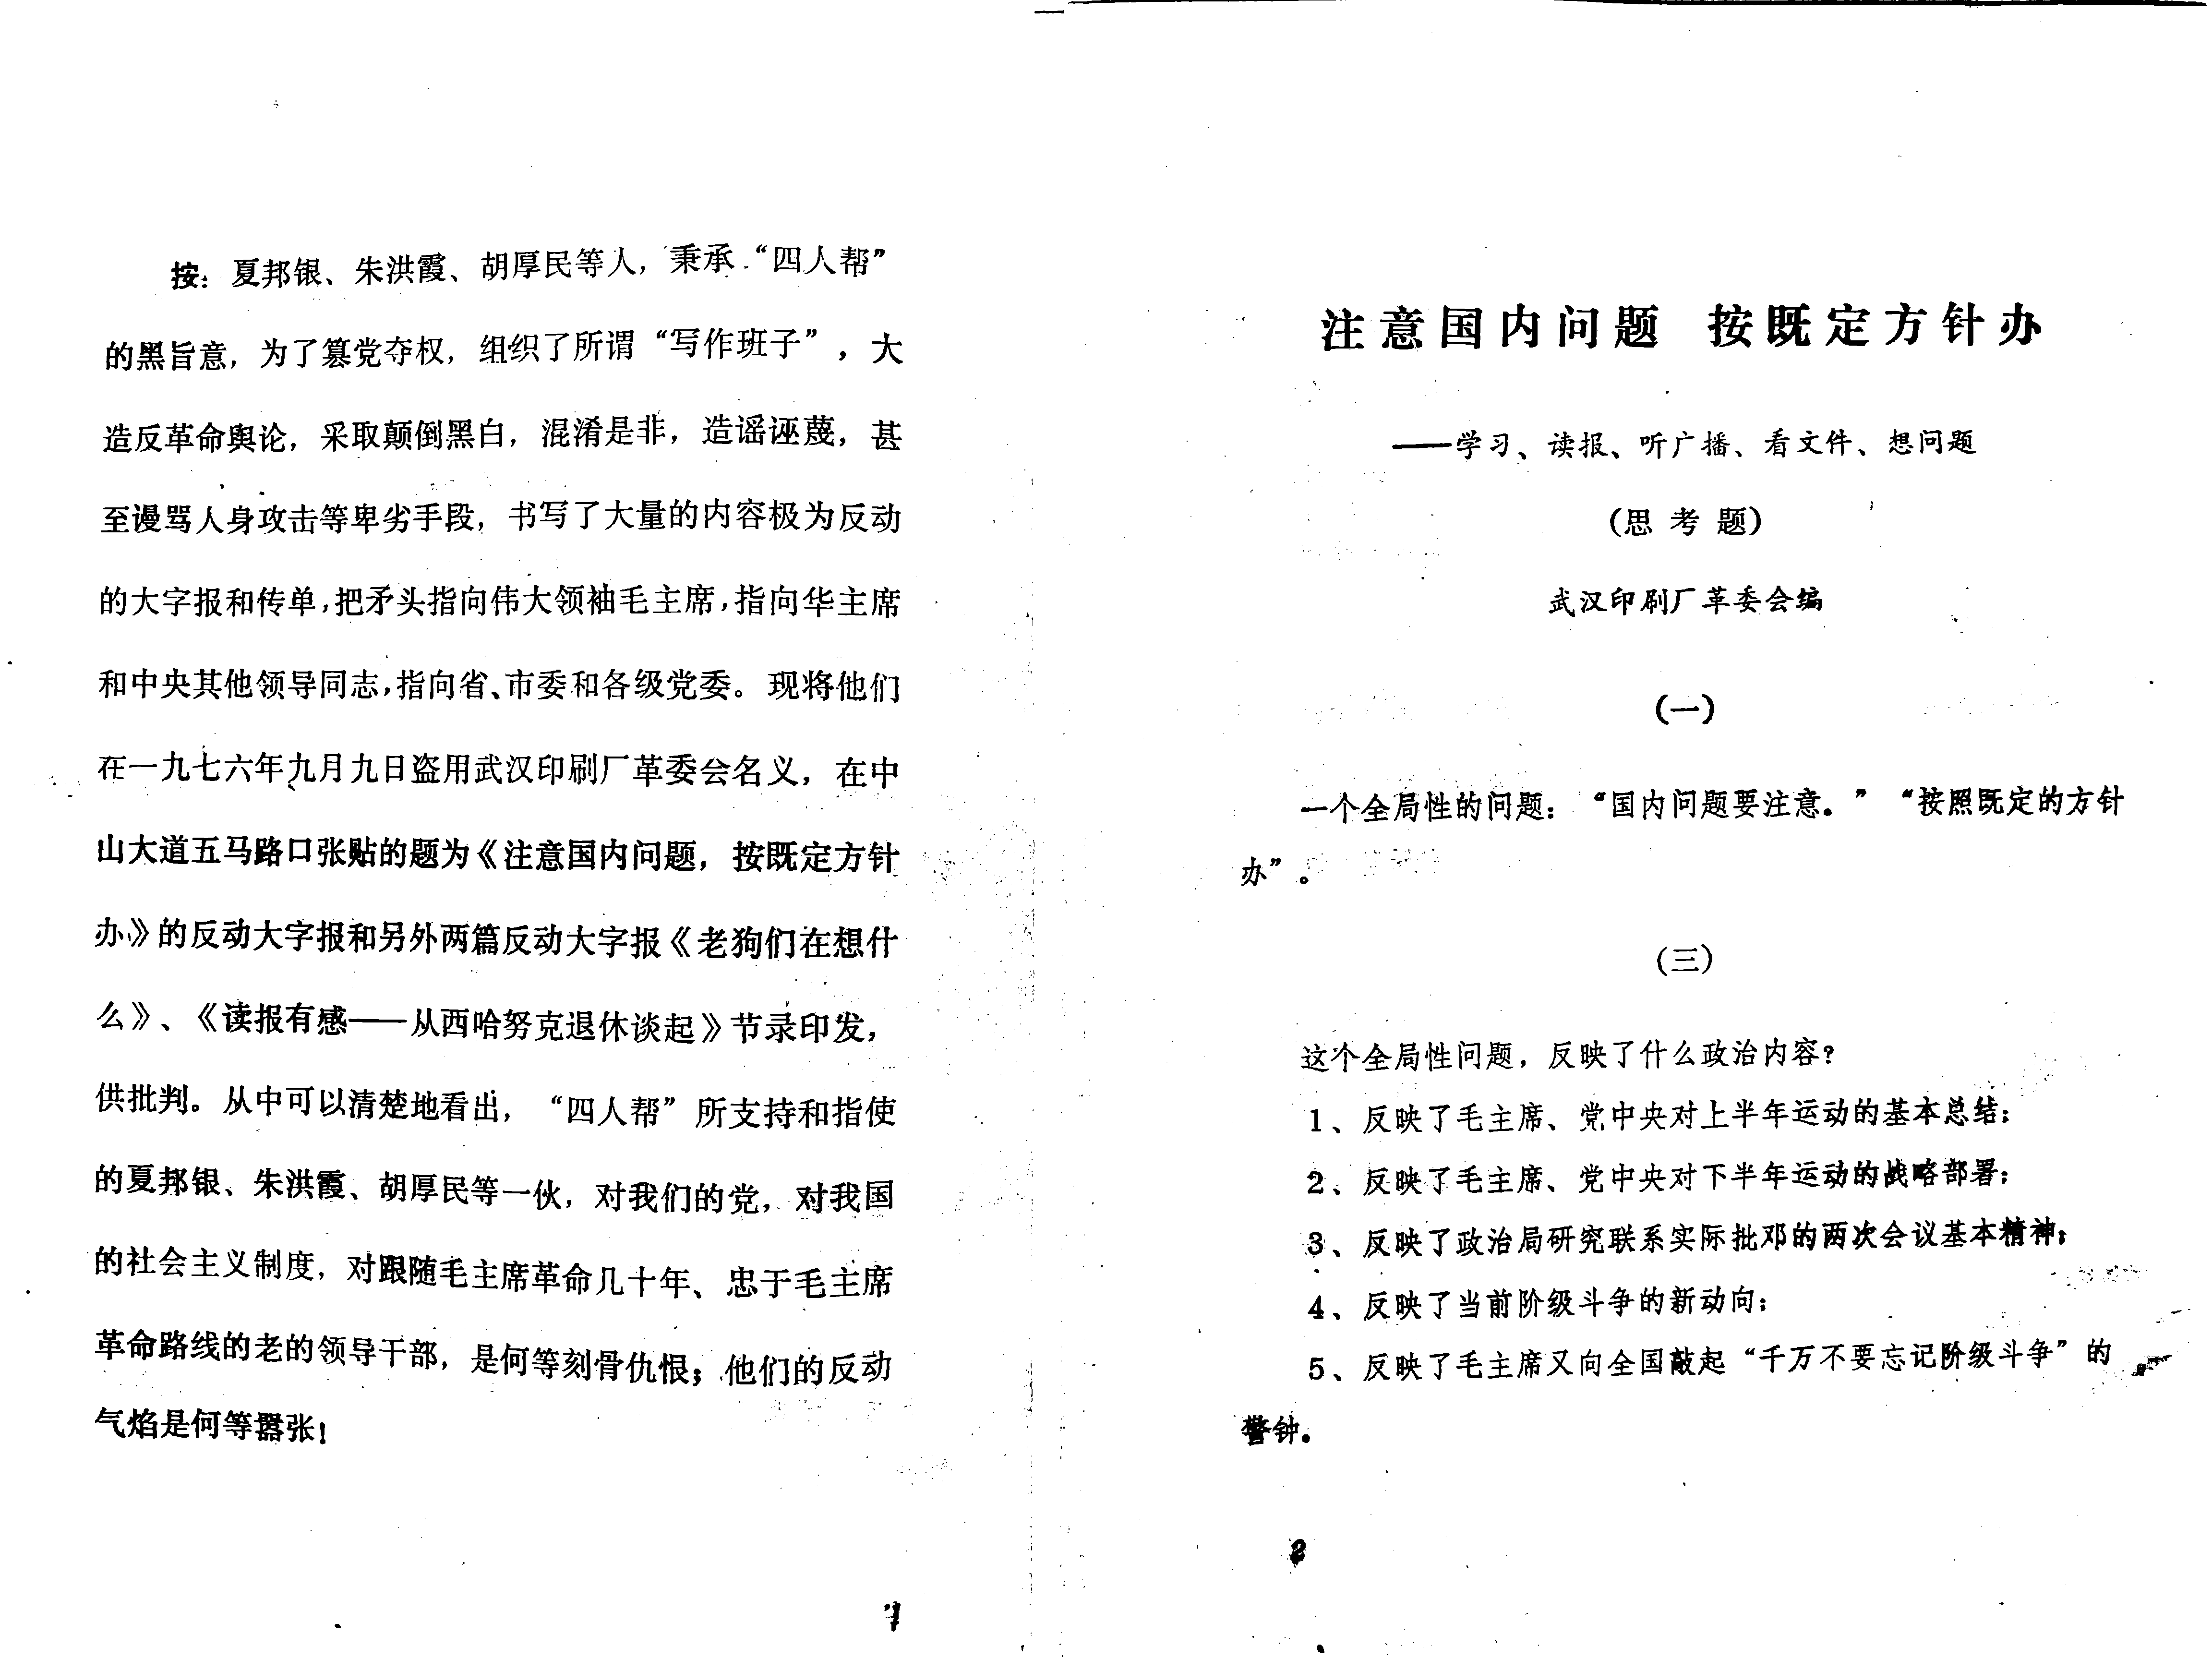 按：夏邦银、朱洪霞、胡厚民等人，秉承“四人帮”
的黑旨意，为了篡党夺权，组织了所谓“写作班子”，大
造反革命舆论，采取颠倒黑白，混淆是非，造谣诬蔑，甚
至谩骂人身攻击等卑劣手段，书写了大量的内容极为反动
的大字报和传单，把矛头指向伟大领袖毛主席，指向华主席
和中央其他领导同志，指向省、市委和各级党委。现将他们
在一九七六年九月九日盗用武汉印刷厂革委会名义，在中
山大道五马路口张贴的题为《注意国内问题，按既定方针
办》的反动大字报和另外两篇反动大字报《老狗们在想什
么》、《读报有感——从西哈努克退休谈起》节录印发，
供批判。从中可以清楚地看出，“四人帮”所支持和指使
的夏邦银、朱洪霞、胡厚民等一伙，对我们的党，对我国
的社会主义制度，对跟随毛主席革命几十年、忠于毛主席
革命路线的老的领导干部，是何等刻骨仇恨；他们的反动
气焰是何等嚣张！
1
注意国内问题 按既定方针办
——学习、读报、听广播、看文件、想问题
（思考题）
武汉印刷厂革委会编
（一）
一个全局性的问题：“国内问题要注意。”“按照既定的方针
办”。
（三）
这个全局性问题，反映了什么政治内容？
1、反映了毛主席、党中央对上半年运动的基本总结；
2、反映了毛主席、党中央对下半年运动的战略部署；
3、反映了政治局研究联系实际批邓的两次会议基本精神；
4、反映了当前阶级斗争的新动向；
5、反映了毛主席又向全国敲起“千万不要忘记阶级斗争”的
警钟。
2